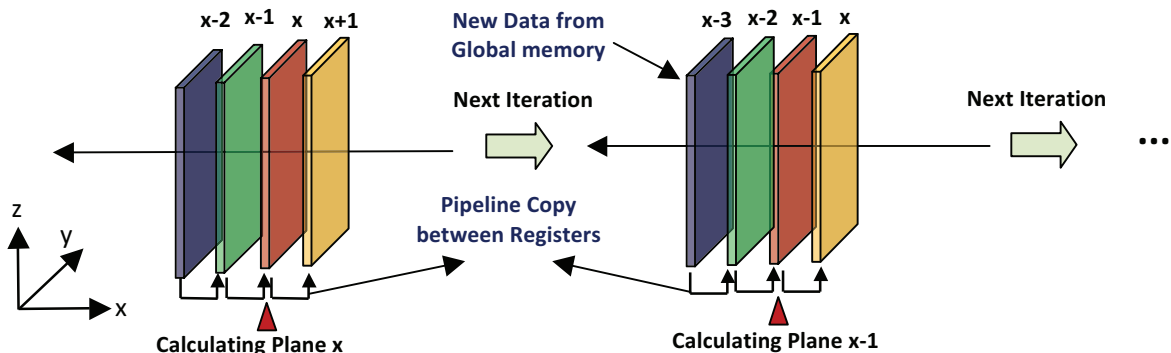 x-2 x-1 x x+1
New Data from
Global memory
x-3 x-2 x-1 x
Next Iteration
Next Iteration
...
Pipeline Copy
between Registers
z
y
x
Calculating Plane x
Calculating Plane x-1